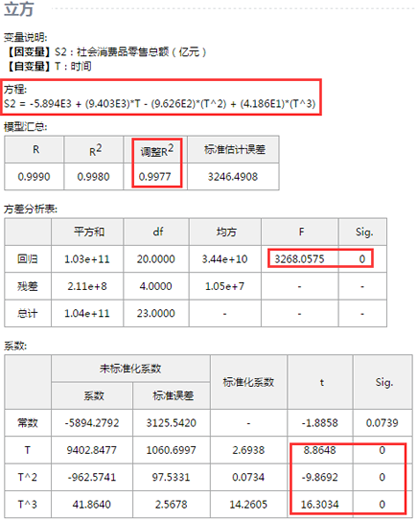 立方
变量说明:
【因变量】S2：社会消费品零售总额（亿元）
【自变量】T：时间
方程:
S2 = -5.894E3 + (9.403E3)*T - (9.626E2)*(T^2) + (4.186E1)*(T^3)
模型汇总:
R R² 调整R² 标准估计误差
0.9990 0.9980 0.9977 3246.4908
方差分析表:
平方和 df 均方 F Sig.
回归 1.03e+11 20.0000 3.44e+10 3268.0575 0
残差 2.11e+8 4.0000 1.05e+7 - -
总计 1.04e+11 23.0000 - - -
系数:
未标准化系数 标准化系数 t Sig.
系数 标准误差
常数 -5894.2792 3125.5420 - -1.8858 0.0739
T 9402.8477 1060.6997 2.6938 8.8648 0
T^2 -962.5741 97.5331 0.0734 -9.8692 0
T^3 41.8640 2.5678 14.2605 16.3034 0